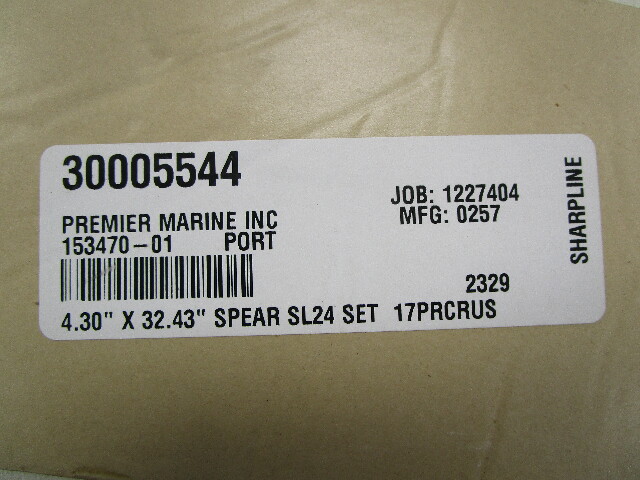 30005544
JOB: 1227404
PREMIER MARINE INC
MFG: 0257
153470-01 PORT
2329
4.30" X 32.43" SPEAR SL24 SET 17PRCRUS
SHARPLINE